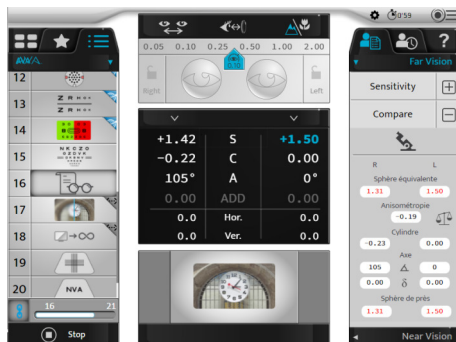 0:59
?
AVVA
Far Vision
0.05 0.10 0.25 0.50 1.00 2.00
0.10
Right
Left
12
13
Z R H
14
15
N K C Z O
16
17
18
→∞
19
20
NVA
16
21
Stop
+1.42 S +1.50
−0.22 C 0.00
105° A 0°
0.00 ADD 0.00
0.0 Hor. 0.0
0.0 Ver. 0.0
Sensitivity
Compare
R L
Sphère équivalente
1.31 1.50
Anisométropie
−0.19
Cylindre
−0.23 0.00
Axe
105 0
0.00 δ 0.00
Sphère de près
1.31 1.50
Near Vision